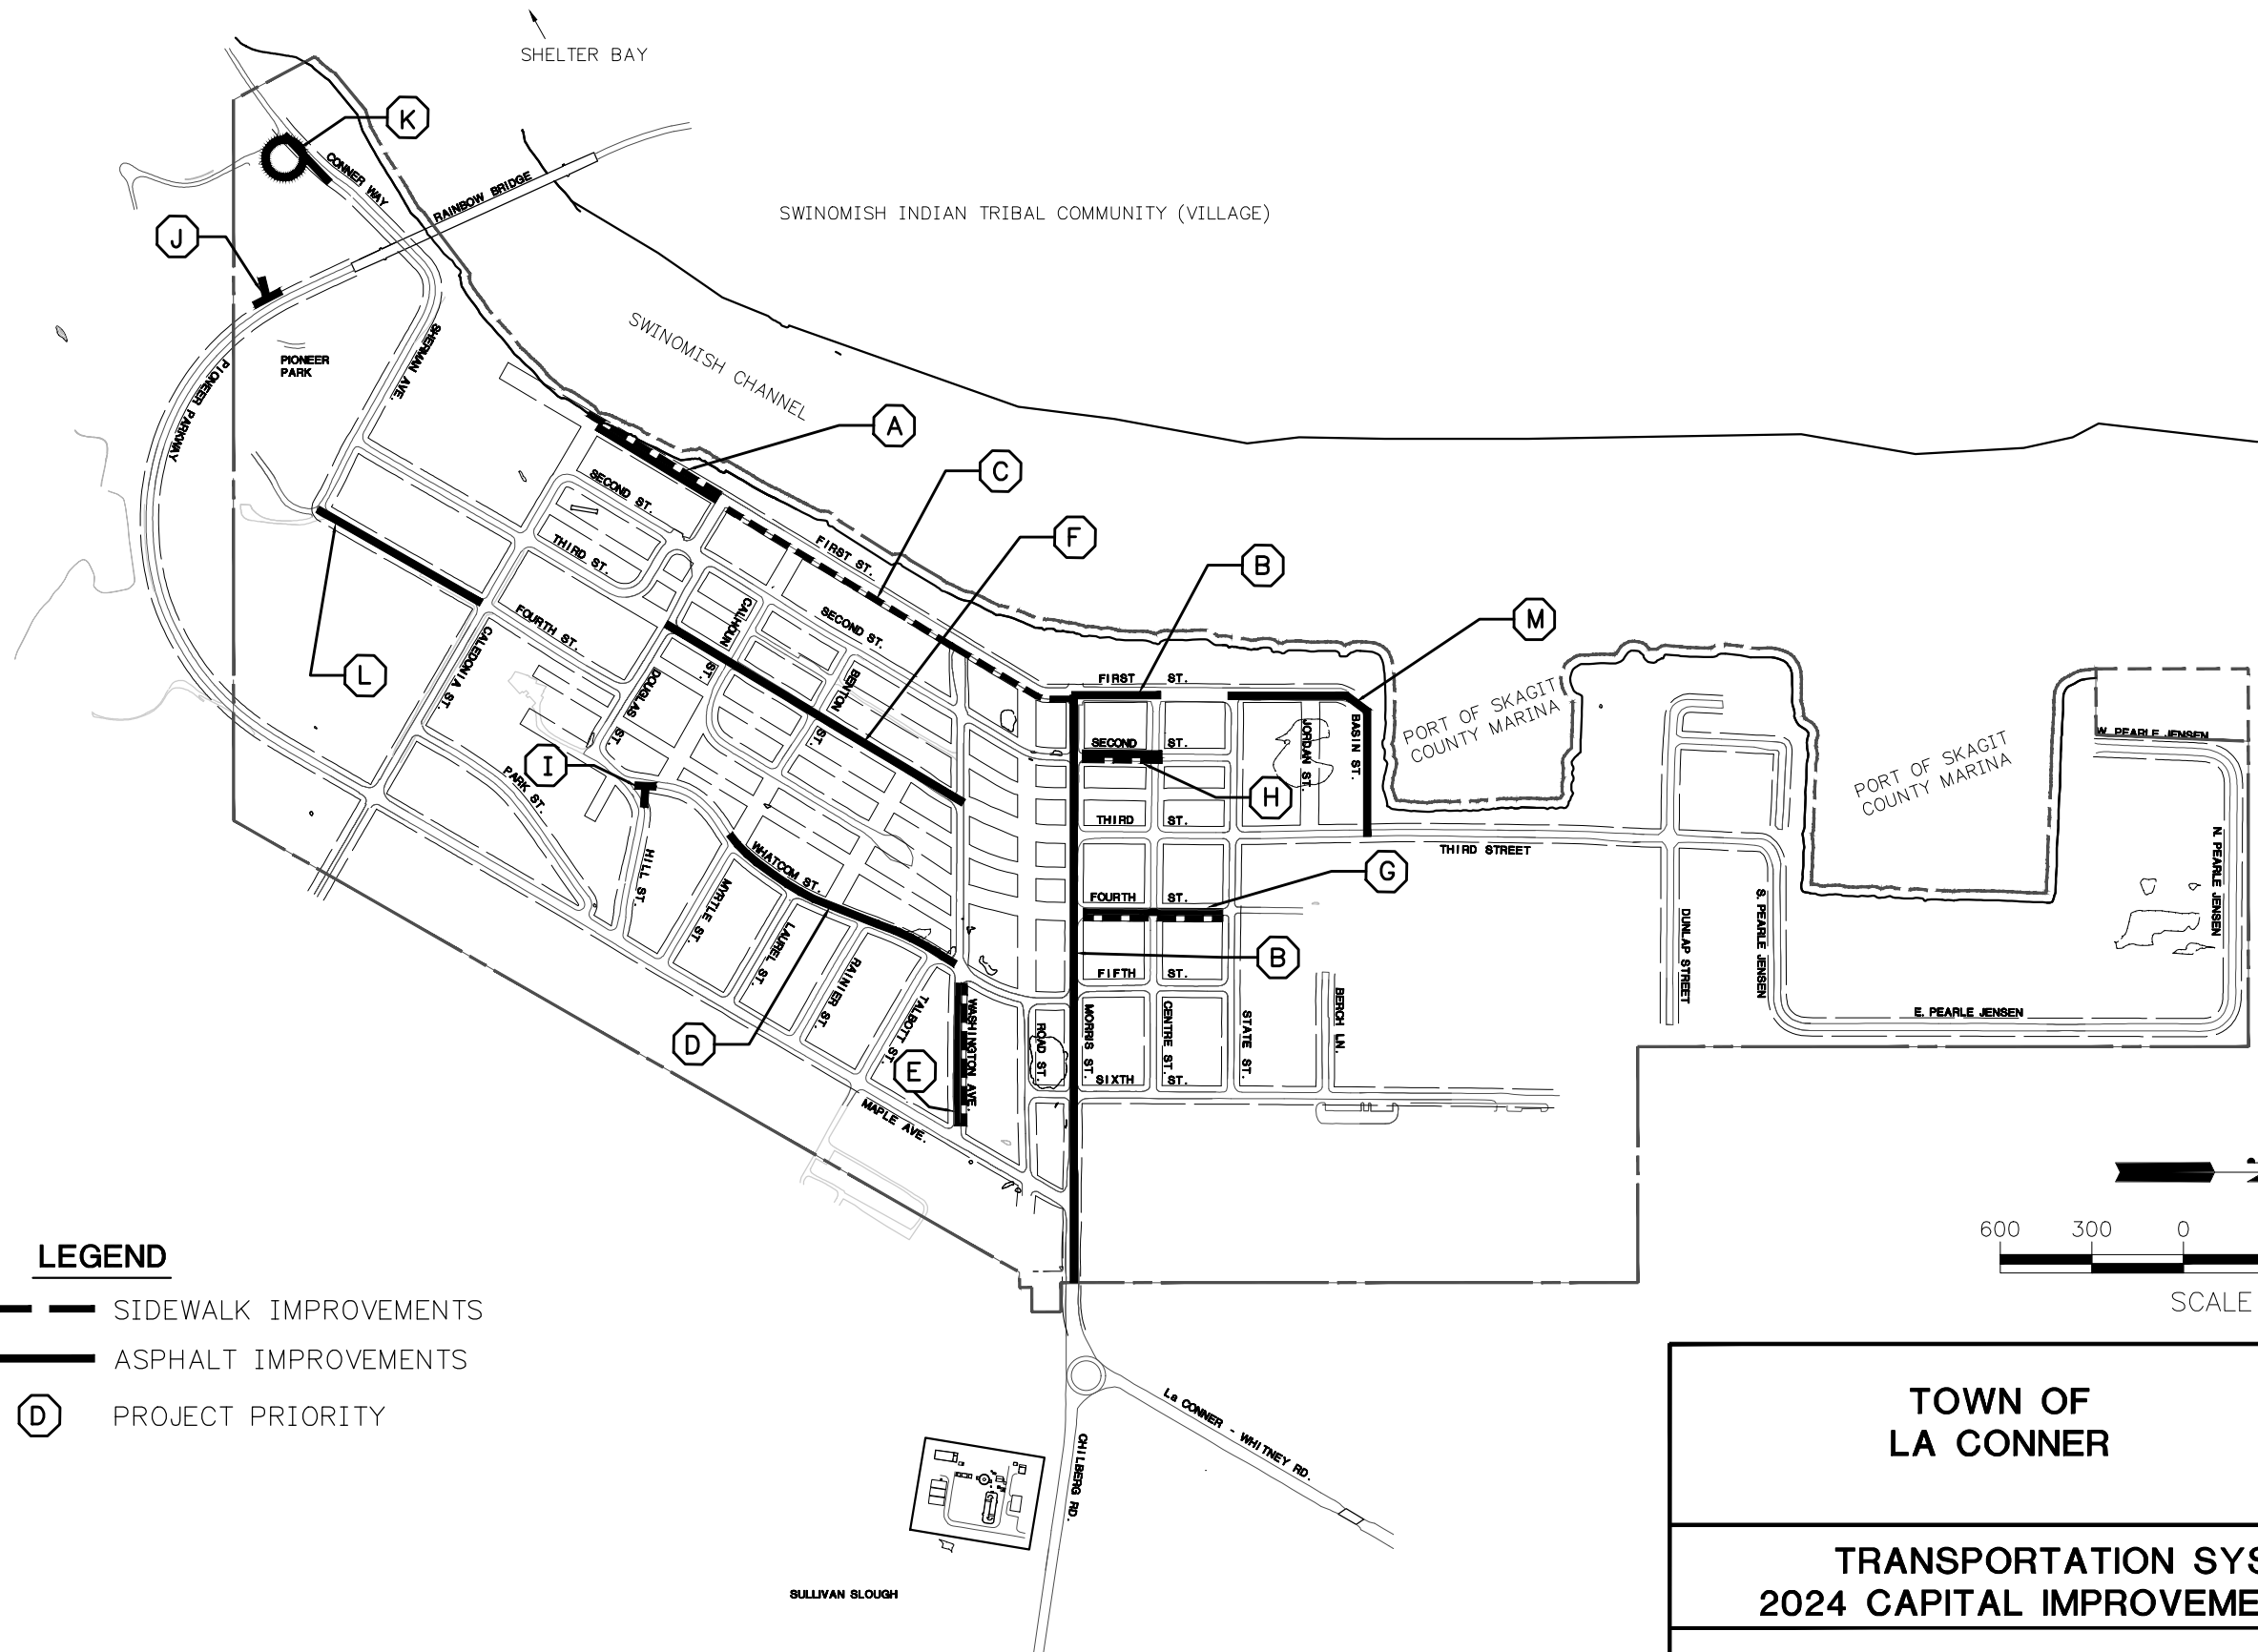 SHELTER BAY
K
CONNER WAY
RAINBOW BRIDGE
SWINOMISH INDIAN TRIBAL COMMUNITY (VILLAGE)
J
SWINOMISH CHANNEL
SHERMAN AVE.
PIONEER
PARK
PIONEER PARKWAY
A
C
SECOND ST.
F
FIRST ST.
THIRD ST.
B
M
CALHOUN ST.
SECOND ST.
FOURTH ST.
CALEDONIA ST.
L
DOUGLAS ST.
BENTON ST.
FIRST ST.
PORT OF SKAGIT
COUNTY MARINA
JORDAN ST.
BASIN ST.
SECOND ST.
W. PEARLE JENSEN
PORT OF SKAGIT
COUNTY MARINA
I
PARK ST.
H
THIRD ST.
THIRD STREET
WHATCOM ST.
HILL ST.
MYRTLE ST.
LAUREL ST.
RAINIER ST.
TALBOTT ST.
G
FOURTH ST.
N. PEARLE JENSEN
S. PEARLE JENSEN
DUNLAP STREET
B
FIFTH ST.
BERCH LN.
E. PEARLE JENSEN
D
E
WASHINGTON AVE.
ROAD ST.
MORRIS ST.
CENTRE ST.
STATE ST.
SIXTH ST.
MAPLE AVE.
600 300 0
SCALE
LEGEND
SIDEWALK IMPROVEMENTS
ASPHALT IMPROVEMENTS
D PROJECT PRIORITY
La CONNER - WHITNEY RD.
CHILBERG RD.
SULLIVAN SLOUGH
TOWN OF
LA CONNER
TRANSPORTATION SYS
2024 CAPITAL IMPROVEME